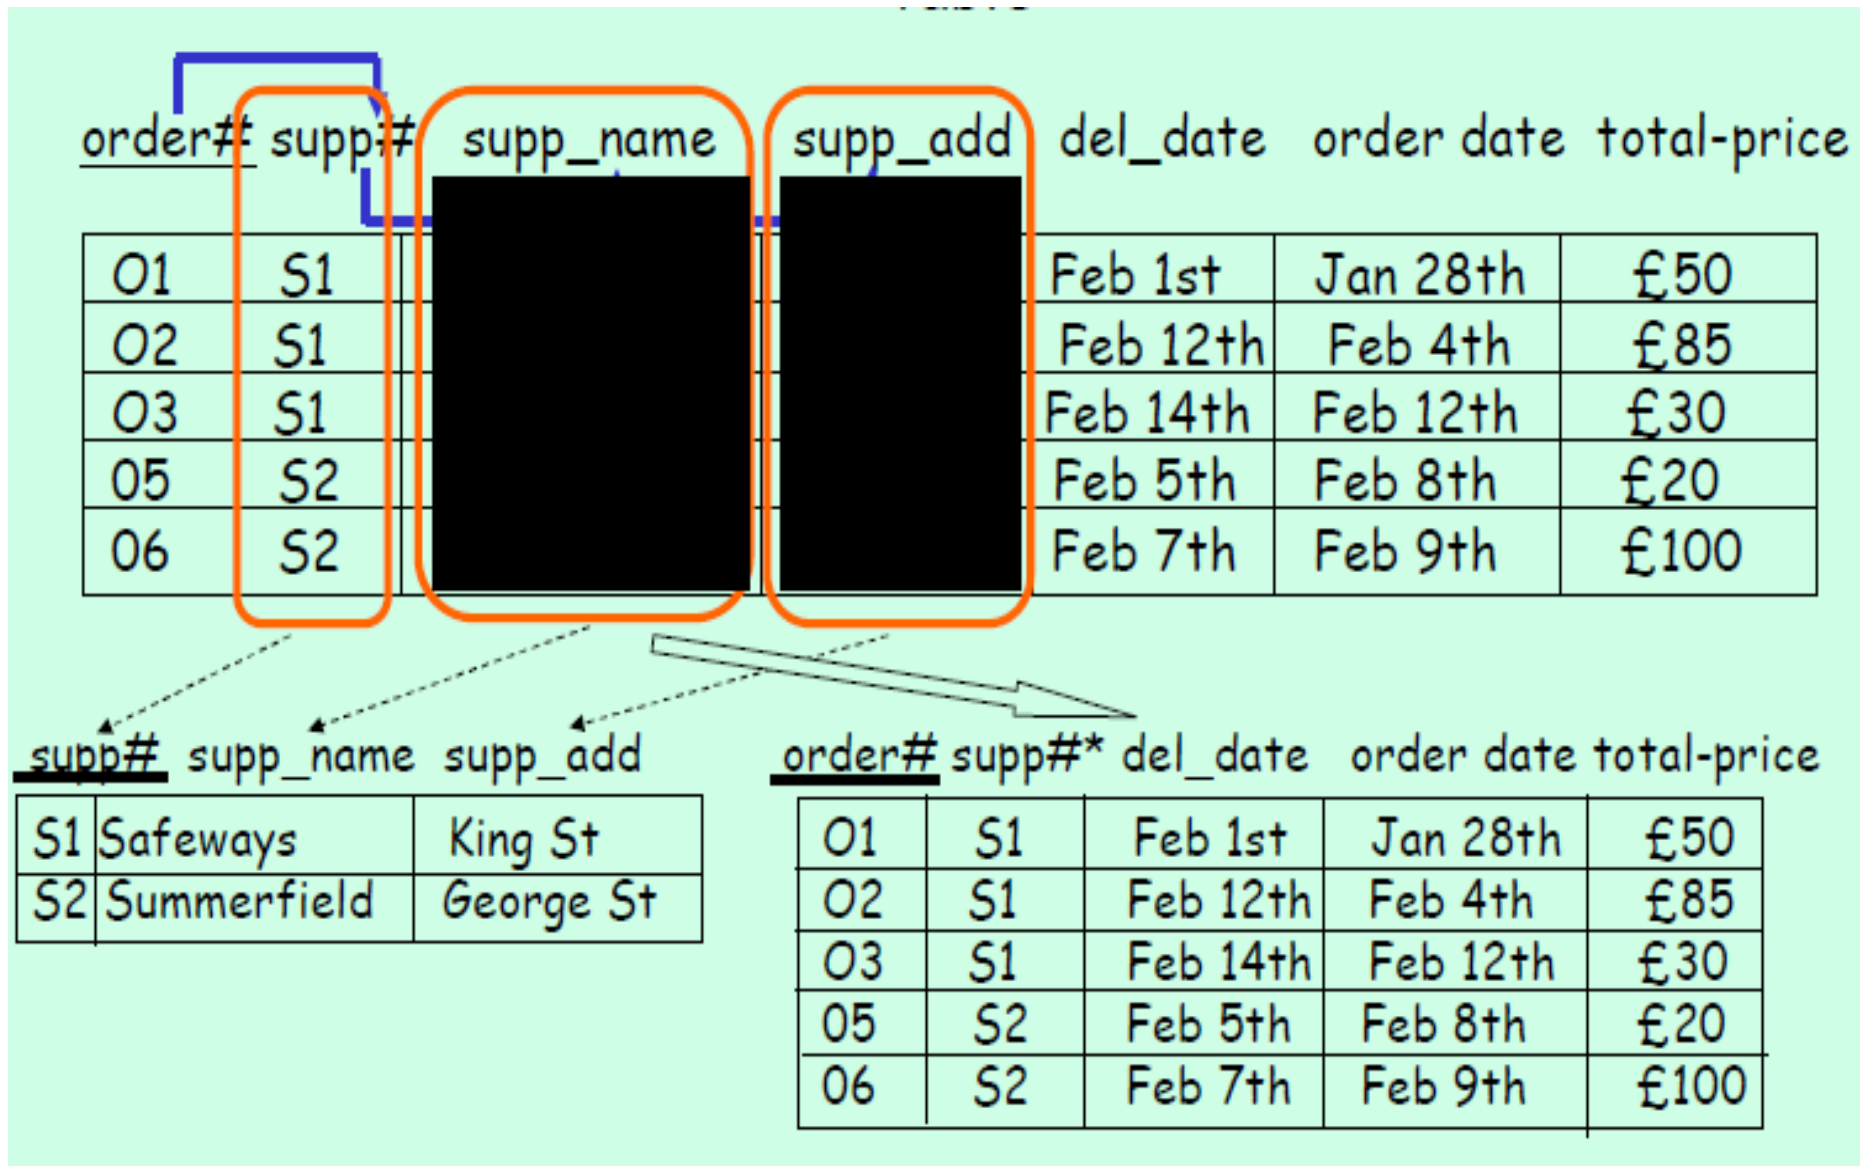 order# supp# supp_name supp_add del_date order date total-price
O1 S1 Feb 1st Jan 28th £50
O2 S1 Feb 12th Feb 4th £85
O3 S1 Feb 14th Feb 12th £30
05 S2 Feb 5th Feb 8th £20
06 S2 Feb 7th Feb 9th £100
supp# supp_name supp_add
S1 Safeways King St
S2 Summerfield George St
order# supp#* del_date order date total-price
O1 S1 Feb 1st Jan 28th £50
O2 S1 Feb 12th Feb 4th £85
O3 S1 Feb 14th Feb 12th £30
05 S2 Feb 5th Feb 8th £20
06 S2 Feb 7th Feb 9th £100